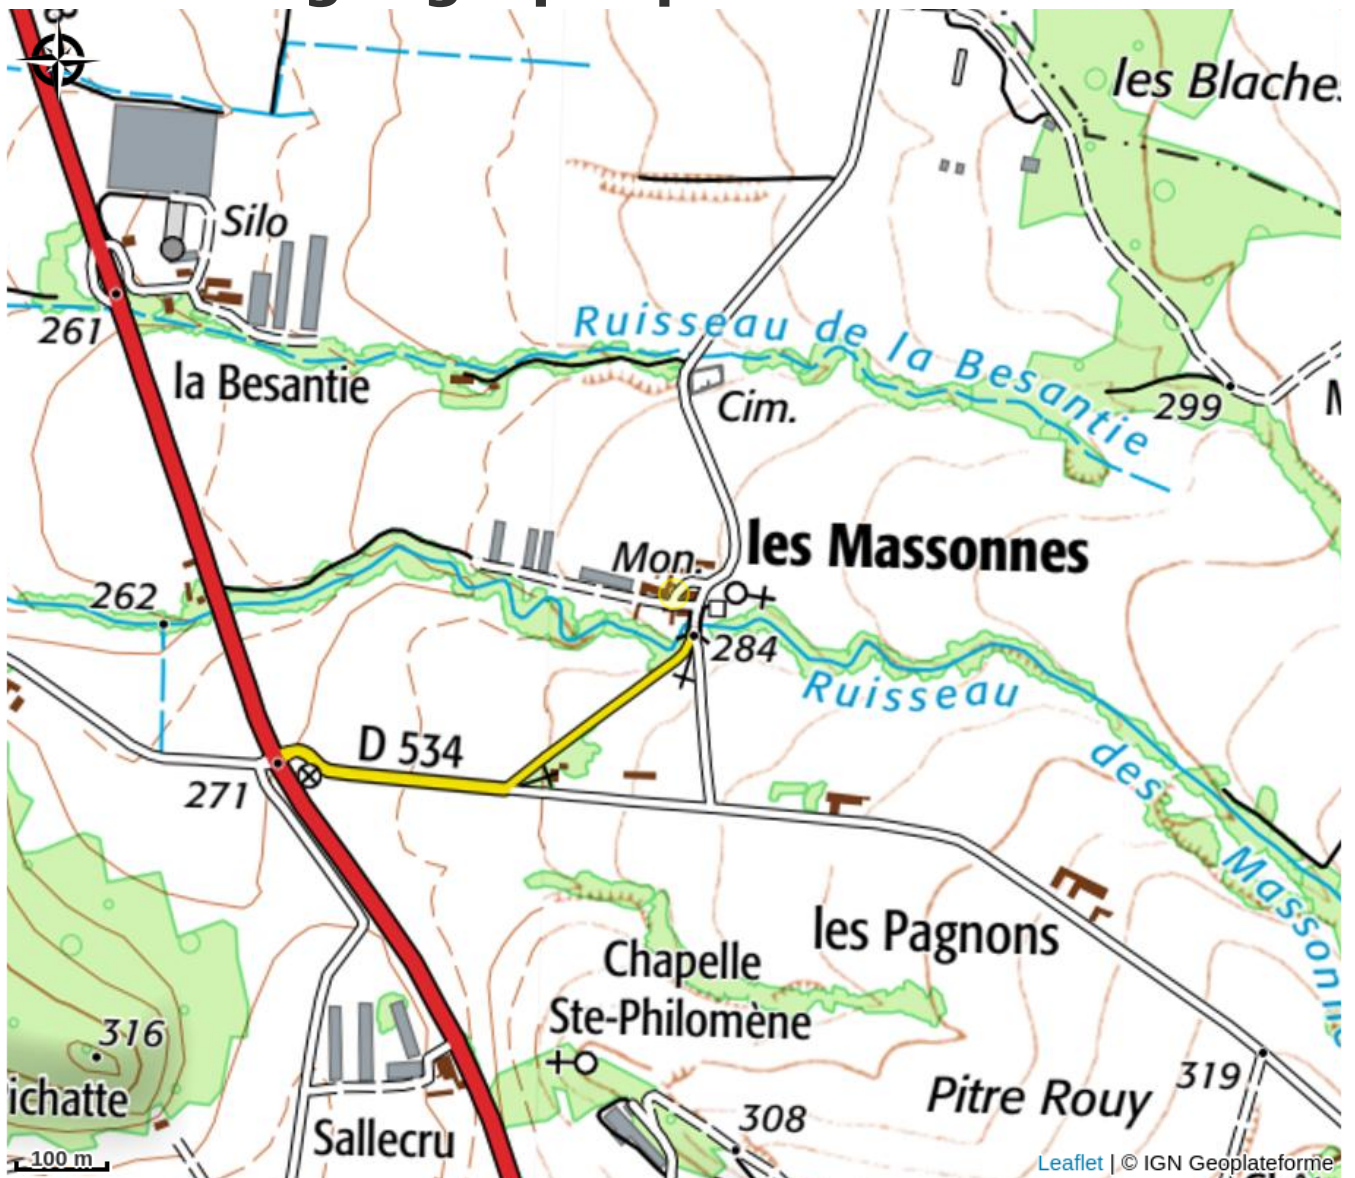 les Blache
Silo
Ruisseau de la Besantie
261
la Besantie
Cim.
299
les Massonnes
Mon.
262
284
Ruisseau
D 534
des
271
Massonn
les Pagnons
Chapelle
Ste-Philomène
316
319
ichatte
Pitre Rouy
308
Sallecru
100 m
Leaflet | © IGN Geoplateforme